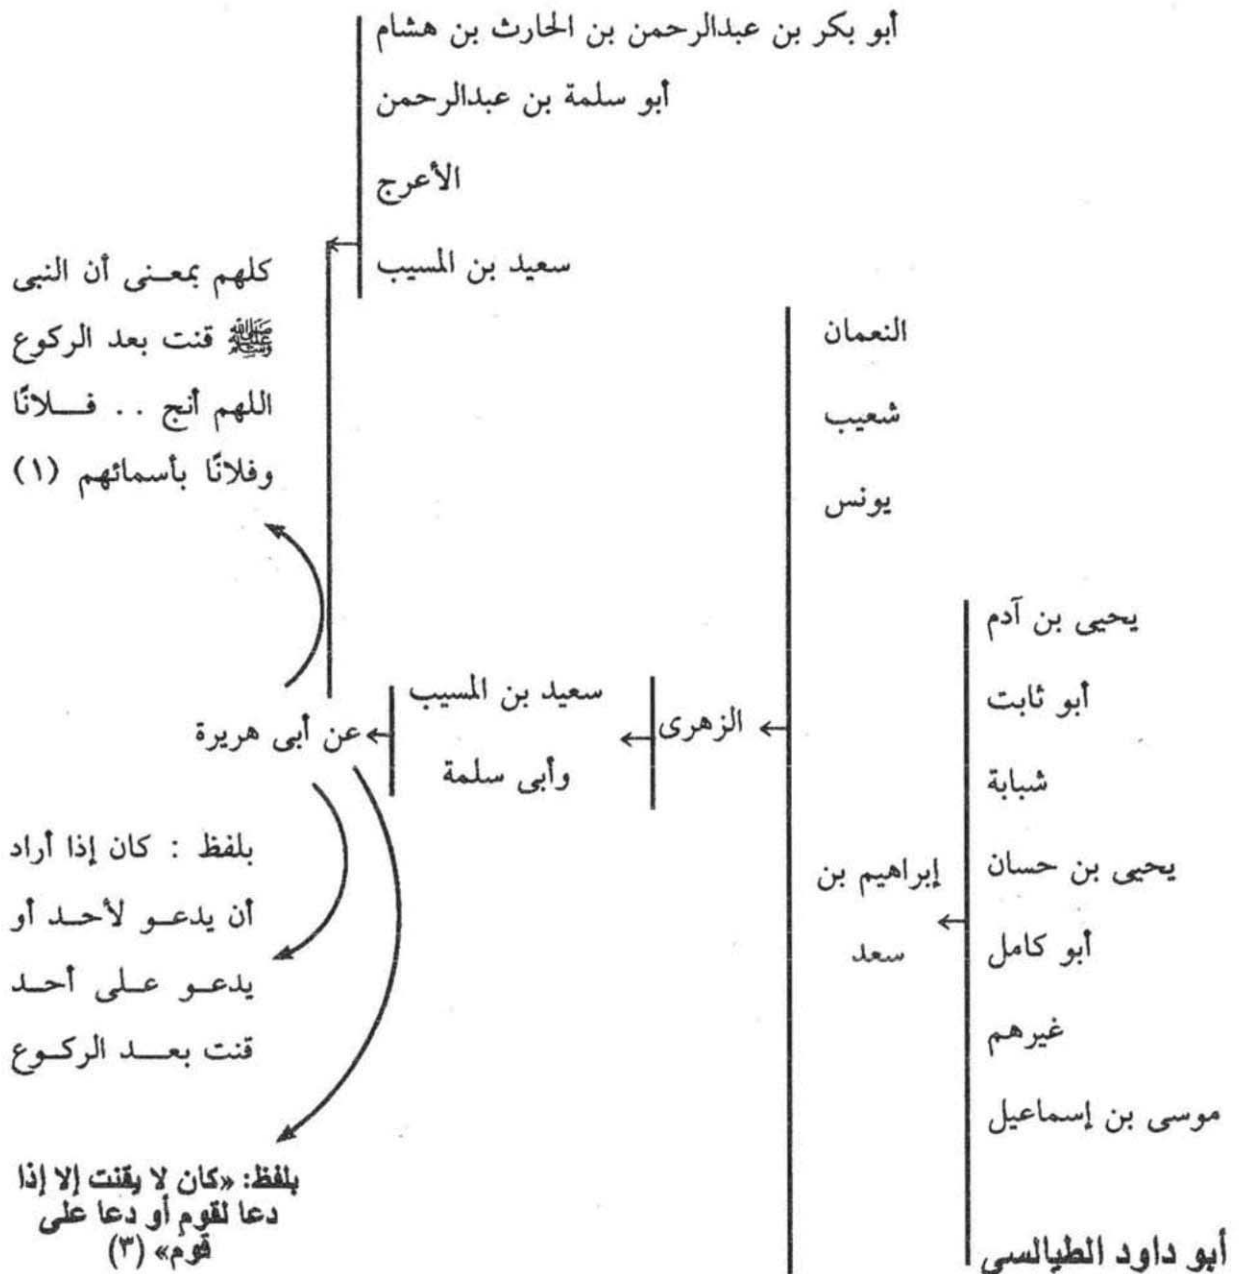 أبو بكر بن عبدالرحمن بن الحارث بن هشام
أبو سلمة بن عبدالرحمن
الأعرج
سعيد بن المسيب
كلهم بمعنى أن النبى
ﷺ قنت بعد الركوع
اللهم أنج .. فلانًا
وفلانًا بأسمائهم (١)
النعمان
شعيب
يونس
يحيى بن آدم
أبو ثابت
شبابة
يحيى بن حسان
أبو كامل
غيرهم
موسى بن إسماعيل
أبو داود الطيالسى
إبراهيم بن
سعد
الزهرى
سعيد بن المسيب
وأبى سلمة
عن أبى هريرة
بلفظ : كان إذا أراد
أن يدعو لأحد أو
يدعو على أحد
قنت بعد الركوع
بلفظ: «كان لا يقنت إلا إذا
دعا لقومٍ أو دعا على
قوم» (٣)